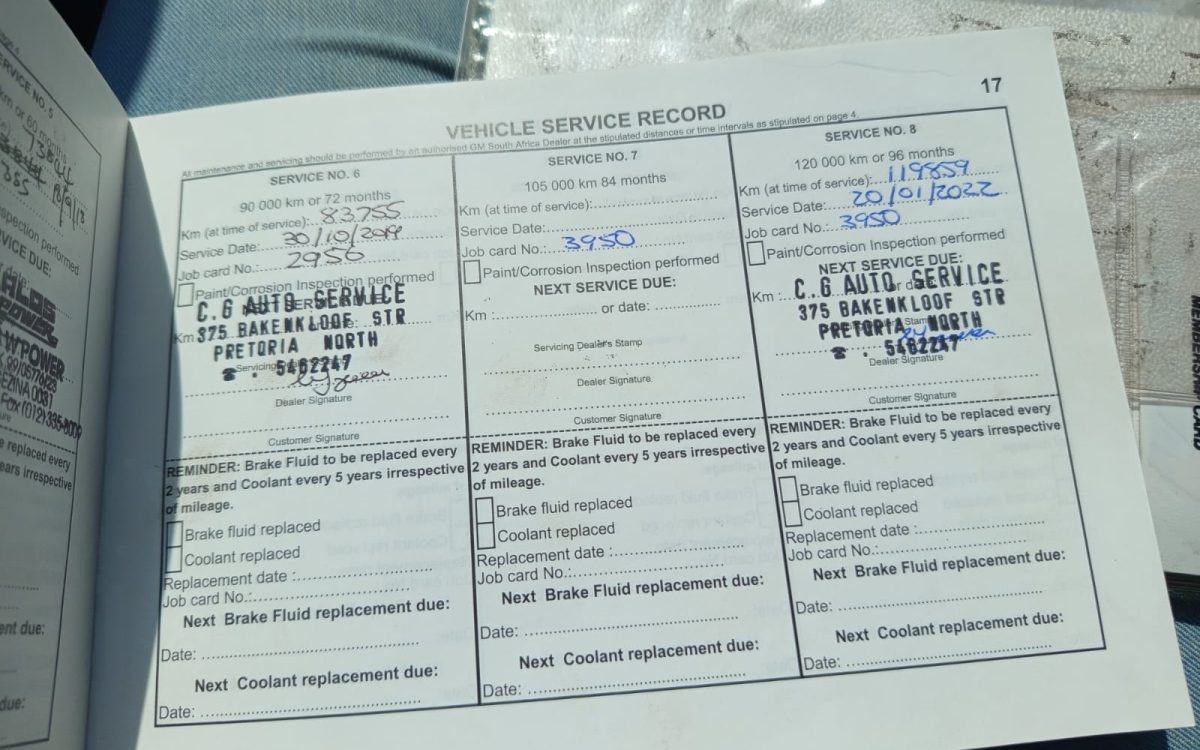 17
VEHICLE SERVICE RECORD
All maintenance and servicing should be performed by an authorised GM South Africa Dealer at the stipulated distances or time intervals as stipulated on page 4.
SERVICE NO. 6
90 000 km or 72 months
Km (at time of service): 83755
Service Date: 30/10/2019
Job card No.: 2956
Paint/Corrosion Inspection performed
C.G AUTO SERVICE
Km 375 BAKENKLOOF STR
PRETORIA NORTH
Servicing
☎ . 5462247
Dealer Signature
Customer Signature
REMINDER: Brake Fluid to be replaced every
2 years and Coolant every 5 years irrespective
of mileage.
Brake fluid replaced
Coolant replaced
Replacement date :
Job card No.:
Next Brake Fluid replacement due:
Date:
Next Coolant replacement due:
Date:
SERVICE NO. 7
105 000 km 84 months
Km (at time of service):
Service Date:
Job card No.: 3950
Paint/Corrosion Inspection performed
NEXT SERVICE DUE:
Km : or date:
Servicing Dealer's Stamp
Dealer Signature
Customer Signature
REMINDER: Brake Fluid to be replaced every
2 years and Coolant every 5 years irrespective
of mileage.
Brake fluid replaced
Coolant replaced
Replacement date :
Job card No.:
Next Brake Fluid replacement due:
Date:
Next Coolant replacement due:
Date:
SERVICE NO. 8
120 000 km or 96 months
Km (at time of service): 119859
Service Date: 20/01/2022
Job card No.: 3950
Paint/Corrosion Inspection performed
NEXT SERVICE DUE:
Km : C.G AUTO SERVICE
375 BAKENKLOOF STR
PRETORIA NORTH
☎ . 5462247
Dealer Signature
Customer Signature
REMINDER: Brake Fluid to be replaced every
2 years and Coolant every 5 years irrespective
of mileage.
Brake fluid replaced
Coolant replaced
Replacement date :
Job card No.:
Next Brake Fluid replacement due:
Date:
Next Coolant replacement due:
Date: